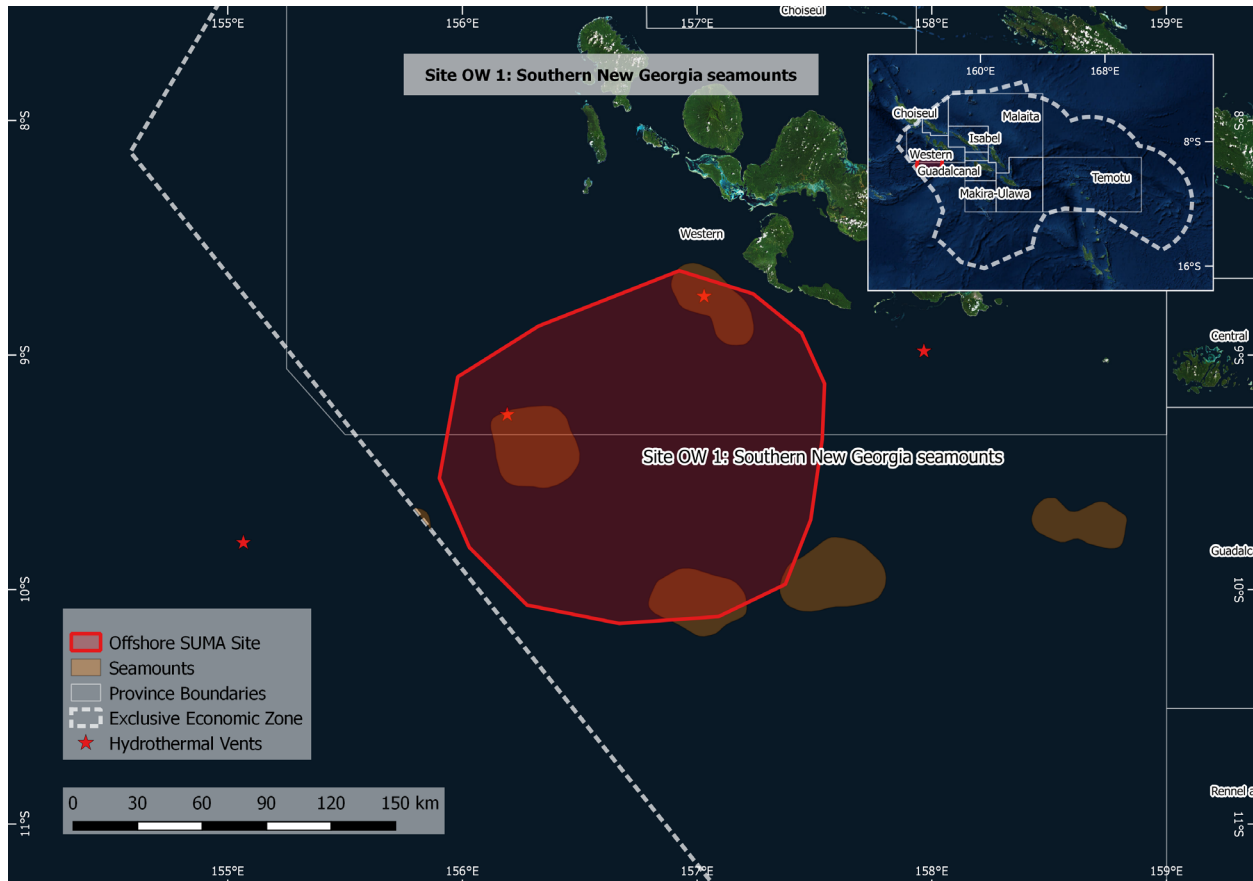 155°E
156°E
157°E
158°E
159°E
Choiseul
Site OW 1: Southern New Georgia seamounts
160°E
168°E
Choiseul
Malaita
Isabel
Western
Guadalcanal
Temotu
Makira-Ulawa
8°S
16°S
8°S
8°S
Western
Central
9°S
9°S
Site OW 1: Southern New Georgia seamounts
Guadalc
10°S
10°S
Offshore SUMA Site
Seamounts
Province Boundaries
Exclusive Economic Zone
Hydrothermal Vents
0 30 60 90 120 150 km
Rennel a
11°S
11°S
155°E
156°E
157°E
158°E
159°E